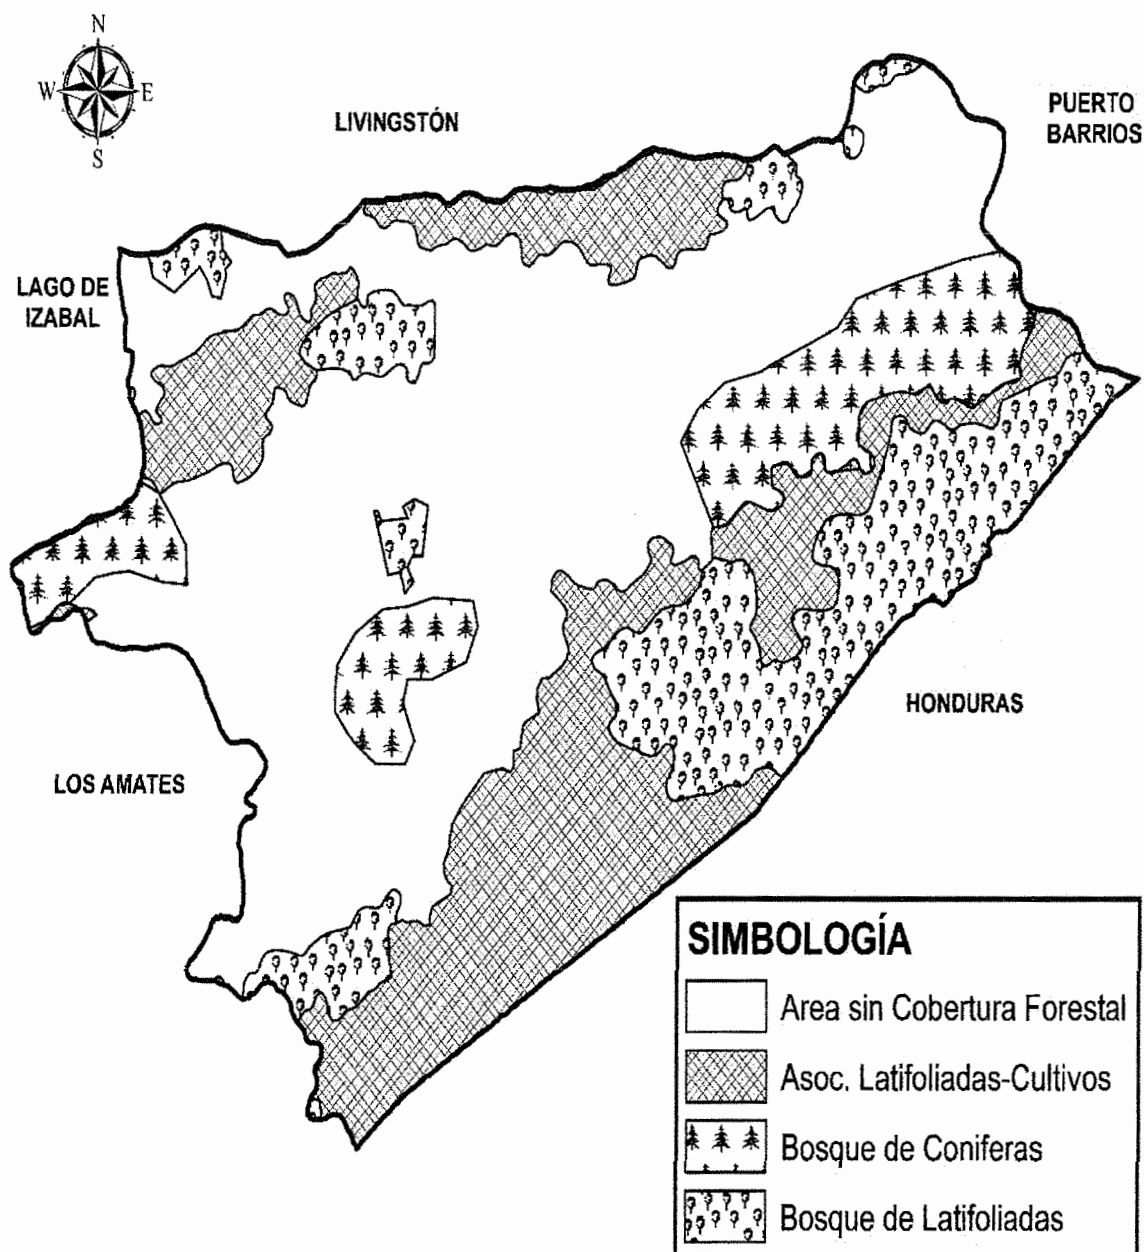 N
W E
S
LIVINGSTÓN
PUERTO
BARRIOS
LAGO DE
IZABAL
HONDURAS
LOS AMATES
SIMBOLOGÍA
Area sin Cobertura Forestal
Asoc. Latifoliadas-Cultivos
Bosque de Coniferas
Bosque de Latifoliadas